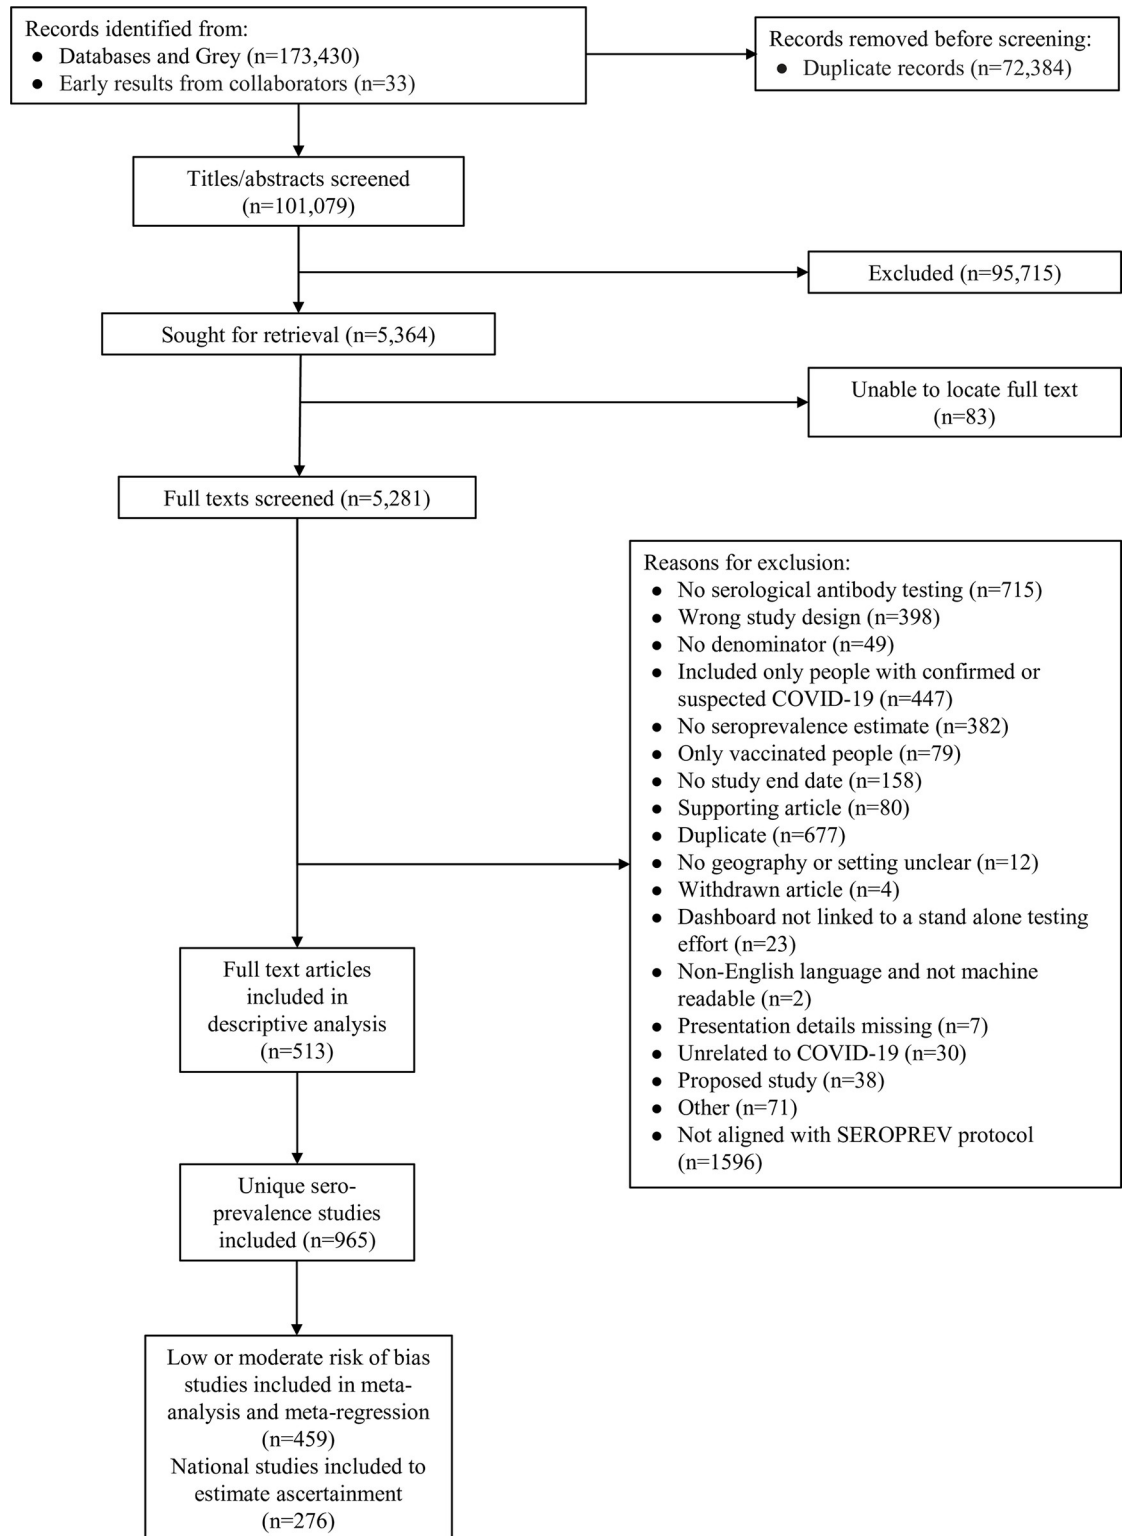 Records identified from:
● Databases and Grey (n=173,430)
● Early results from collaborators (n=33)
Records removed before screening:
● Duplicate records (n=72,384)
Titles/abstracts screened
(n=101,079)
Excluded (n=95,715)
Sought for retrieval (n=5,364)
Unable to locate full text
(n=83)
Full texts screened (n=5,281)
Reasons for exclusion:
● No serological antibody testing (n=715)
● Wrong study design (n=398)
● No denominator (n=49)
● Included only people with confirmed or
suspected COVID-19 (n=447)
● No seroprevalence estimate (n=382)
● Only vaccinated people (n=79)
● No study end date (n=158)
● Supporting article (n=80)
● Duplicate (n=677)
● No geography or setting unclear (n=12)
● Withdrawn article (n=4)
● Dashboard not linked to a stand alone testing
effort (n=23)
● Non-English language and not machine
readable (n=2)
● Presentation details missing (n=7)
● Unrelated to COVID-19 (n=30)
● Proposed study (n=38)
● Other (n=71)
● Not aligned with SEROPREV protocol
(n=1596)
Full text articles
included in
descriptive analysis
(n=513)
Unique sero-
prevalence studies
included (n=965)
Low or moderate risk of bias
studies included in meta-
analysis and meta-regression
(n=459)
National studies included to
estimate ascertainment
(n=276)